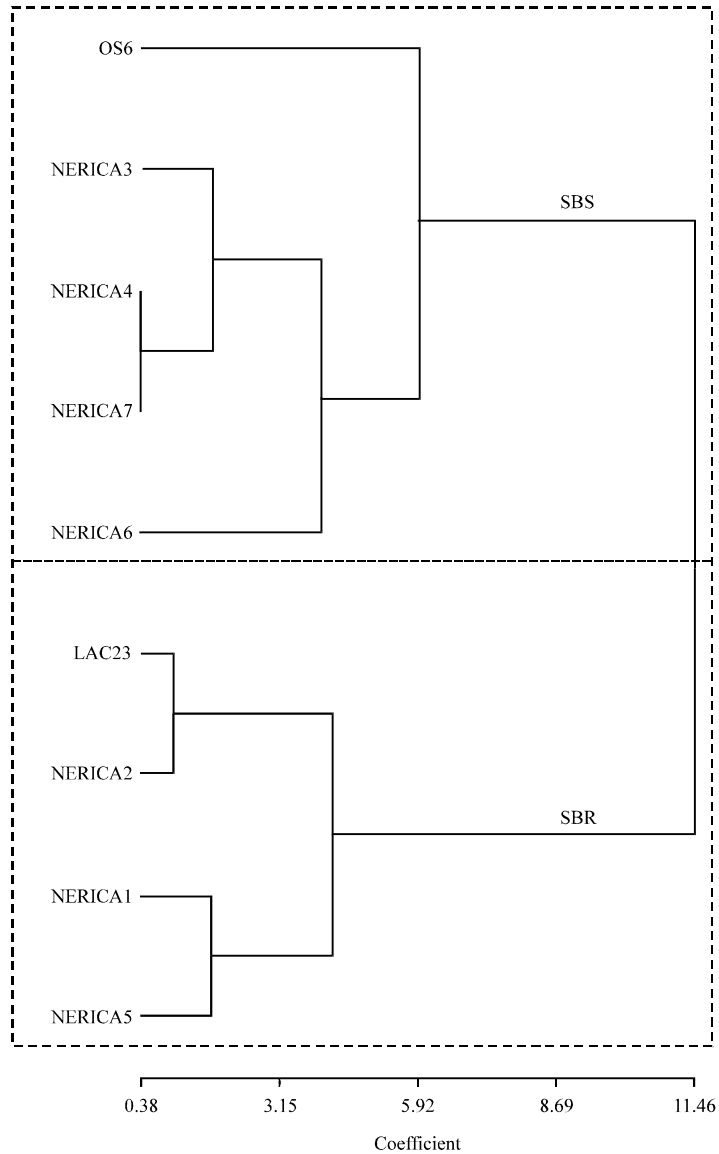 OS6
SBS
NERICA3
NERICA4
NERICA7
NERICA6
LAC23
NERICA2
SBR
NERICA1
NERICA5
0.38 3.15 5.92 8.69 11.46
Coefficient